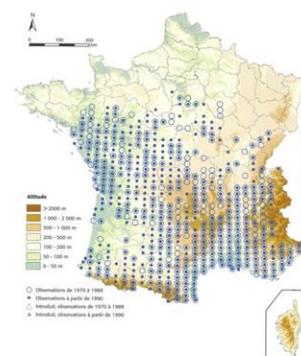 N
0 100 200
km
Altitude
> 2000 m
1 000 - 2 000 m
500 - 1 000 m
200 - 500 m
100 - 300 m
50 - 100 m
0 - 50 m
Observations de 1970 à 1989
Observations à partir de 1990
Introduit, observations de 1970 à 1989
Introduit, observations à partir de 1990